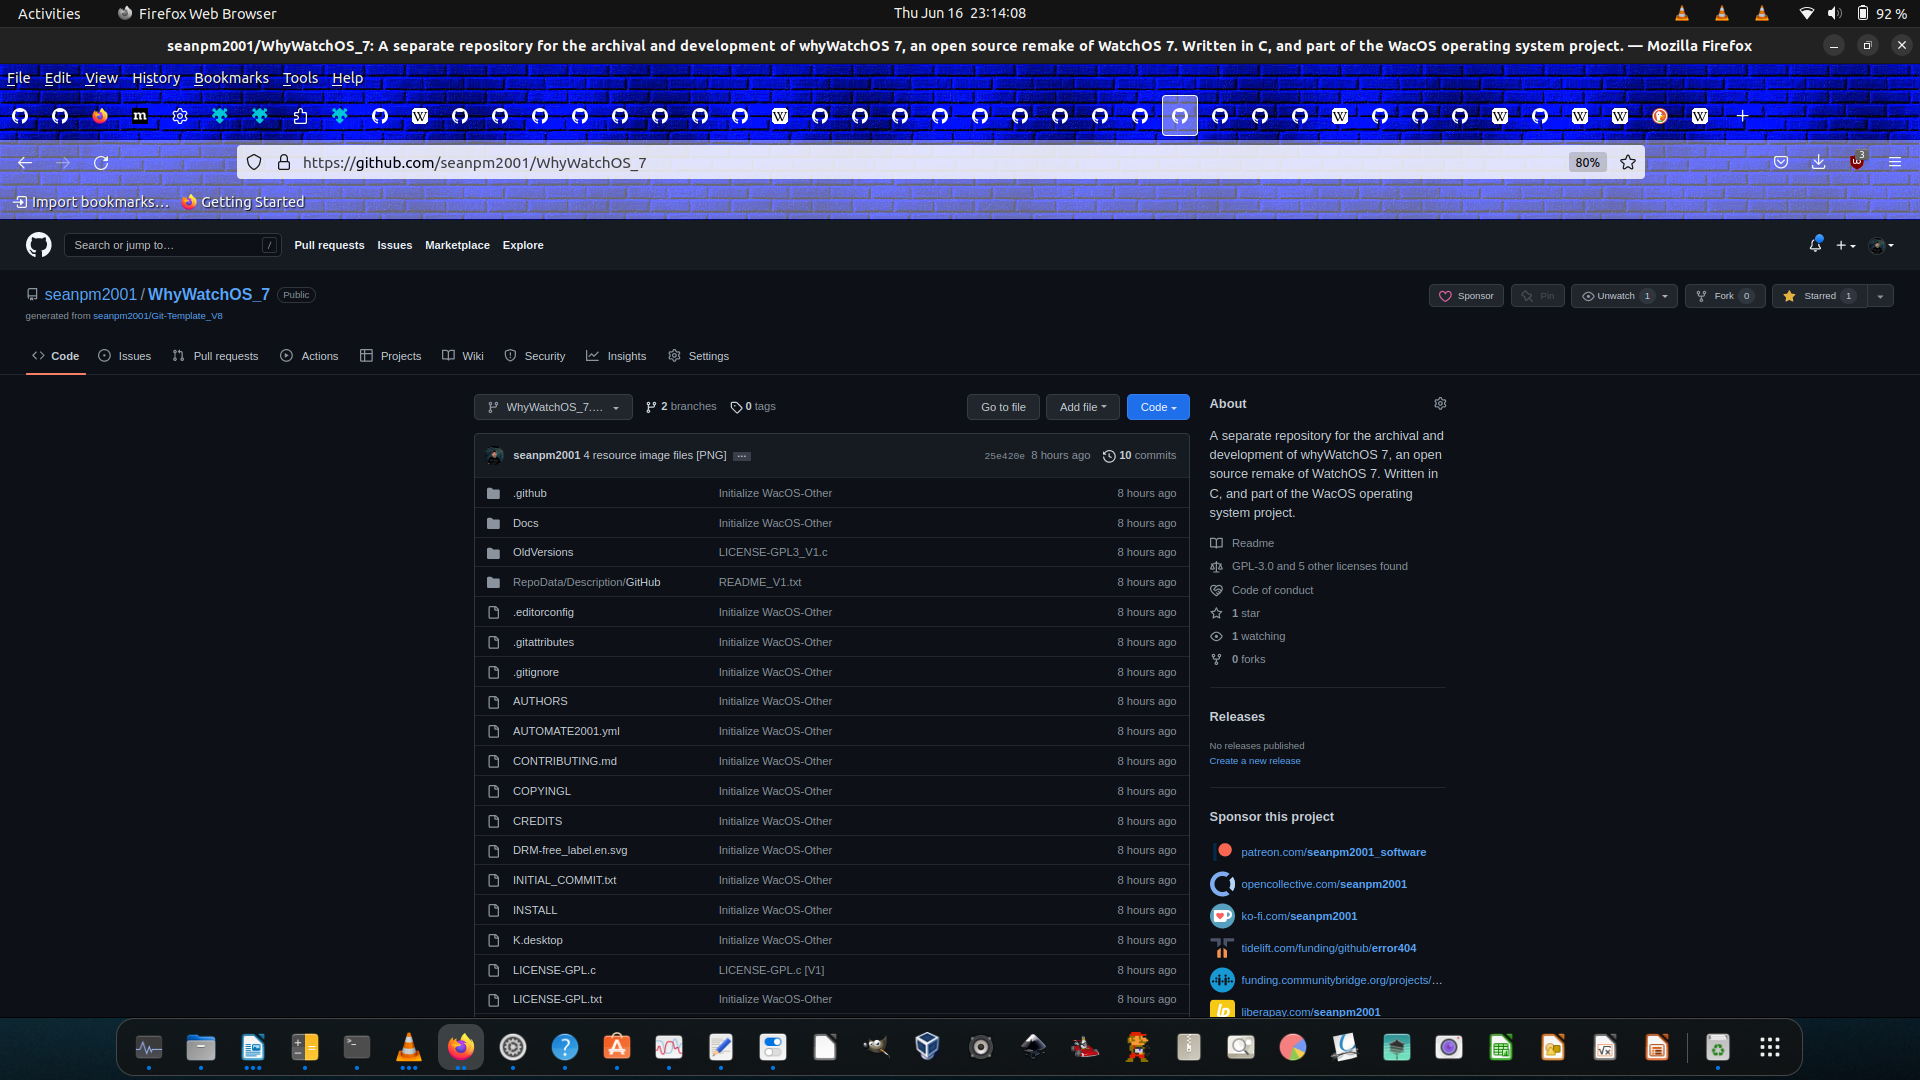 Activities
Firefox Web Browser
Thu Jun 16 23:14:08
92 %
seanpm2001/WhyWatchOS_7: A separate repository for the archival and development of whyWatchOS 7, an open source remake of WatchOS 7. Written in C, and part of the WacOS operating system project. — Mozilla Firefox
File Edit View History Bookmarks Tools Help
https://github.com/seanpm2001/WhyWatchOS_7
80%
3
Import bookmarks…
Getting Started
Search or jump to…
/
Pull requests Issues Marketplace Explore
seanpm2001 / WhyWatchOS_7 Public
generated from seanpm2001/Git-Template_V8
Sponsor
Pin
Unwatch 1
Fork 0
Starred 1
Code Issues Pull requests Actions Projects Wiki Security Insights Settings
WhyWatchOS_7....
2 branches
0 tags
Go to file
Add file
Code
seanpm2001 4 resource image files [PNG] ...
25e420e 8 hours ago 10 commits
.github Initialize WacOS-Other 8 hours ago
Docs Initialize WacOS-Other 8 hours ago
OldVersions LICENSE-GPL3_V1.c 8 hours ago
RepoData/Description/GitHub README_V1.txt 8 hours ago
.editorconfig Initialize WacOS-Other 8 hours ago
.gitattributes Initialize WacOS-Other 8 hours ago
.gitignore Initialize WacOS-Other 8 hours ago
AUTHORS Initialize WacOS-Other 8 hours ago
AUTOMATE2001.yml Initialize WacOS-Other 8 hours ago
CONTRIBUTING.md Initialize WacOS-Other 8 hours ago
COPYINGL Initialize WacOS-Other 8 hours ago
CREDITS Initialize WacOS-Other 8 hours ago
DRM-free_label.en.svg Initialize WacOS-Other 8 hours ago
INITIAL_COMMIT.txt Initialize WacOS-Other 8 hours ago
INSTALL Initialize WacOS-Other 8 hours ago
K.desktop Initialize WacOS-Other 8 hours ago
LICENSE-GPL.c LICENSE-GPL.c [V1] 8 hours ago
LICENSE-GPL.txt Initialize WacOS-Other 8 hours ago
About
A separate repository for the archival and
development of whyWatchOS 7, an open
source remake of WatchOS 7. Written in
C, and part of the WacOS operating
system project.
Readme
GPL-3.0 and 5 other licenses found
Code of conduct
1 star
1 watching
0 forks
Releases
No releases published
Create a new release
Sponsor this project
patreon.com/seanpm2001_software
opencollective.com/seanpm2001
ko-fi.com/seanpm2001
tidelift.com/funding/github/error404
funding.communitybridge.org/projects/…
liberapay.com/seanpm2001